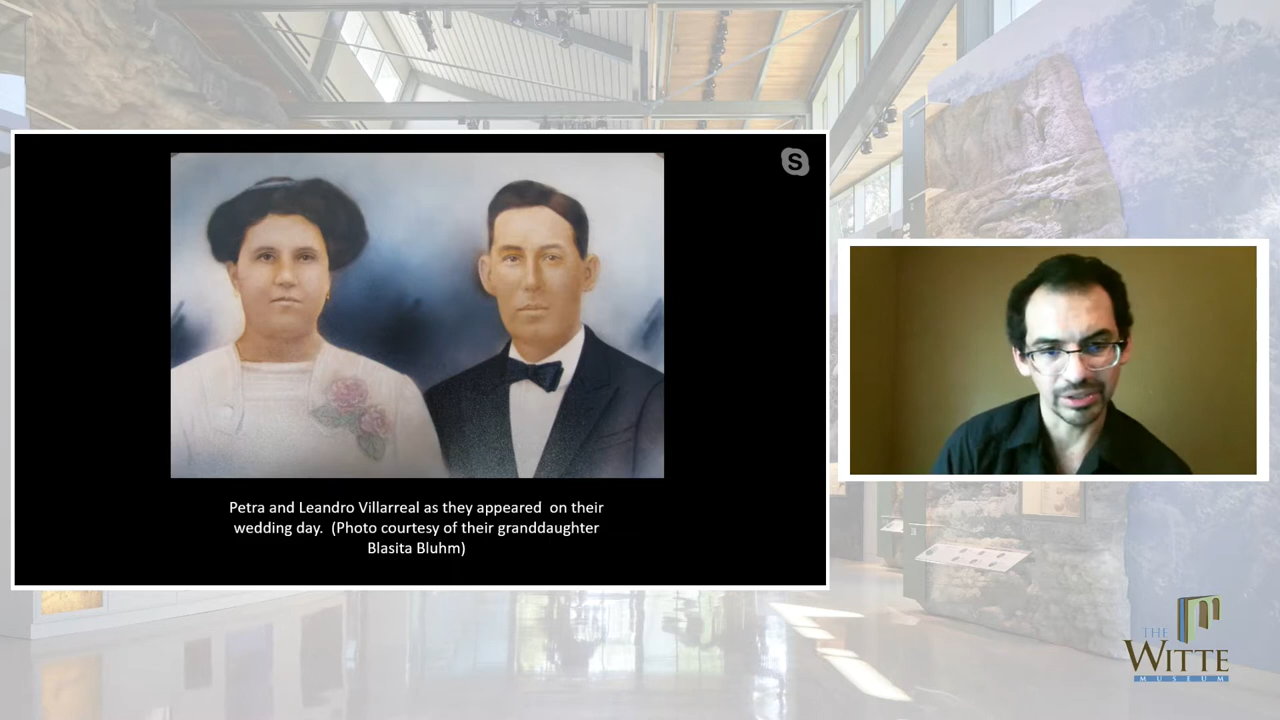 S
Petra and Leandro Villarreal as they appeared  on their
wedding day.  (Photo courtesy of their granddaughter
Blasita Bluhm)
THE
WITTE
MUSEUM